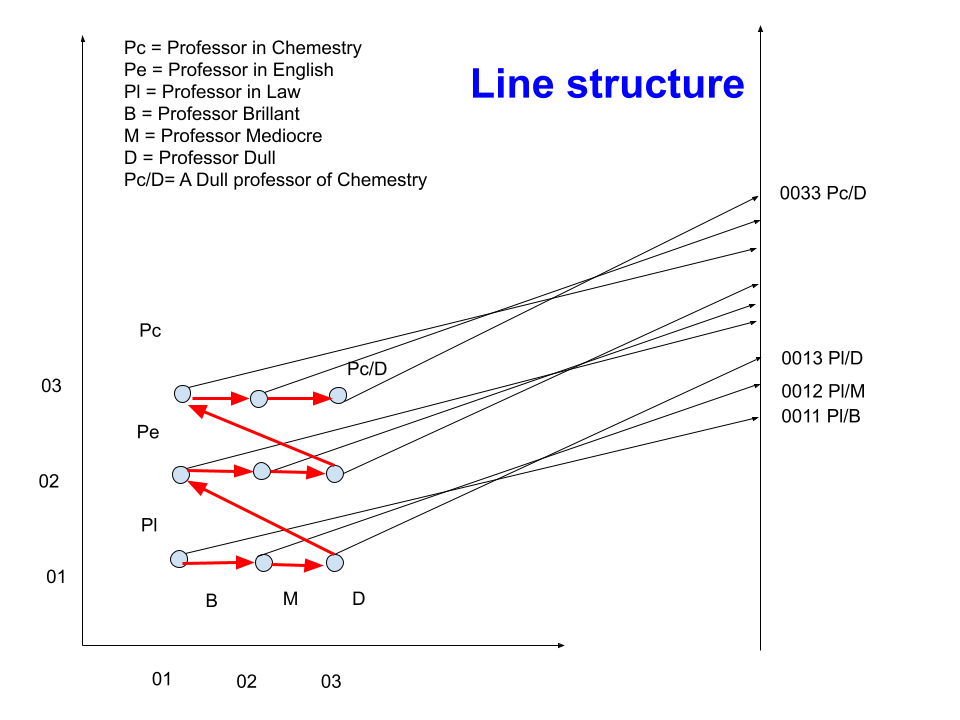 Pc = Professor in Chemestry
Pe = Professor in English
Pl = Professor in Law
B = Professor Brillant
M = Professor Mediocre
D = Professor Dull
Pc/D= A Dull professor of Chemestry
Line structure
0033 Pc/D
Pc
Pc/D
0013 Pl/D
03
0012 Pl/M
0011 Pl/B
Pe
02
Pl
01
B M D
01 02 03